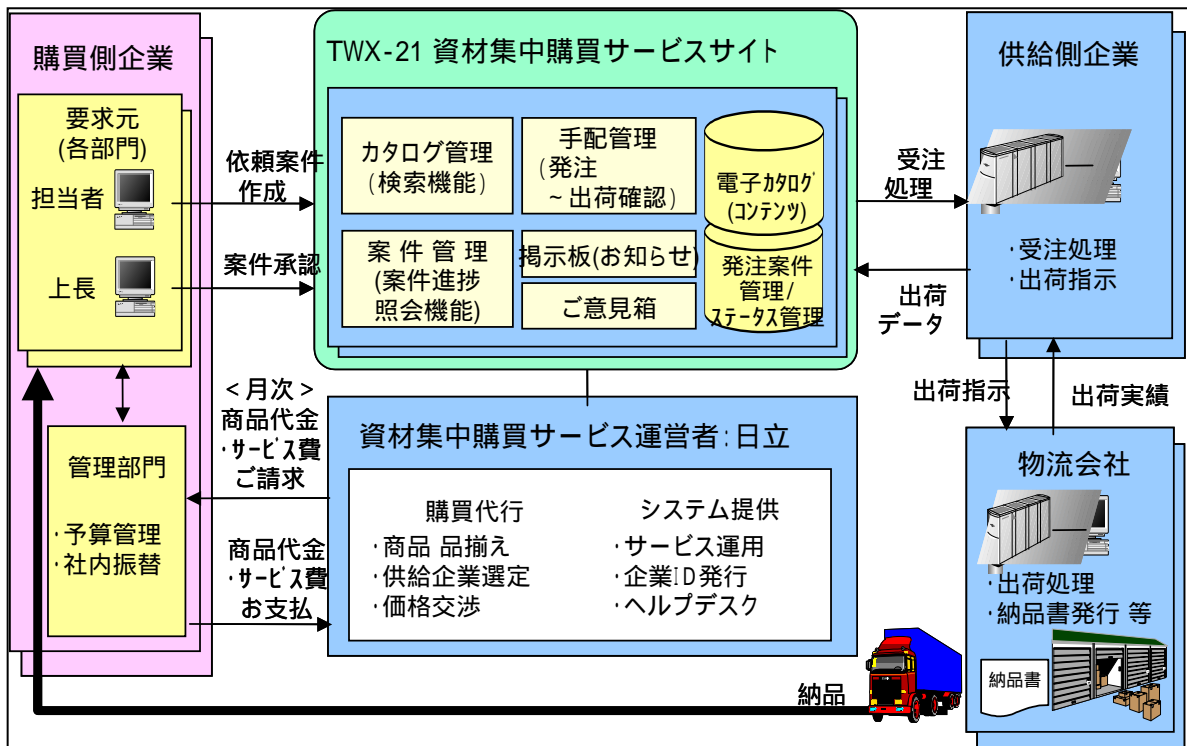 購買側企業
要求元
(各部門)
担当者
上長
依頼案件
作成
案件承認
TWX-21 資材集中購買サービスサイト
カタログ管理
(検索機能)
手配管理
(発注
~出荷確認)
電子ｶﾀﾛｸﾞ
(ｺﾝﾃﾝﾂ)
案 件 管 理
(案件進捗
照会機能)
掲示板(お知らせ)
ご意見箱
発注案件
管理/
ｽﾃｰﾀｽ管理
受注
処理
出荷
データ
供給側企業
・受注処理
・出荷指示
出荷指示
出荷実績
<月次>
商品代金
・ｻｰﾋﾞｽ費
ご請求
管理部門
・予算管理
・社内振替
商品代金
・ｻｰﾋﾞｽ費
お支払
資材集中購買サービス運営者:日立
購買代行
・商品 品揃え
・供給企業選定
・価格交渉
システム提供
・サービス運用
・企業ID発行
・ヘルプデスク
物流会社
・出荷処理
・納品書発行 等
納品書
納品